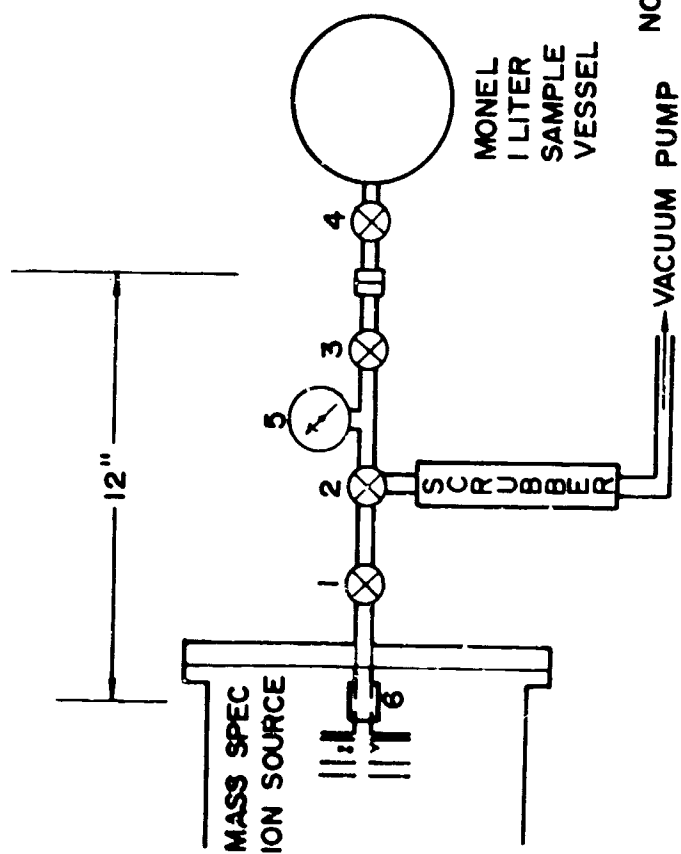 12"
MASS SPEC
ION SOURCE
6
1
2
5
3
4
MONEL
1 LITER
SAMPLE
VESSEL
SCRUBBER
VACUUM PUMP
NO